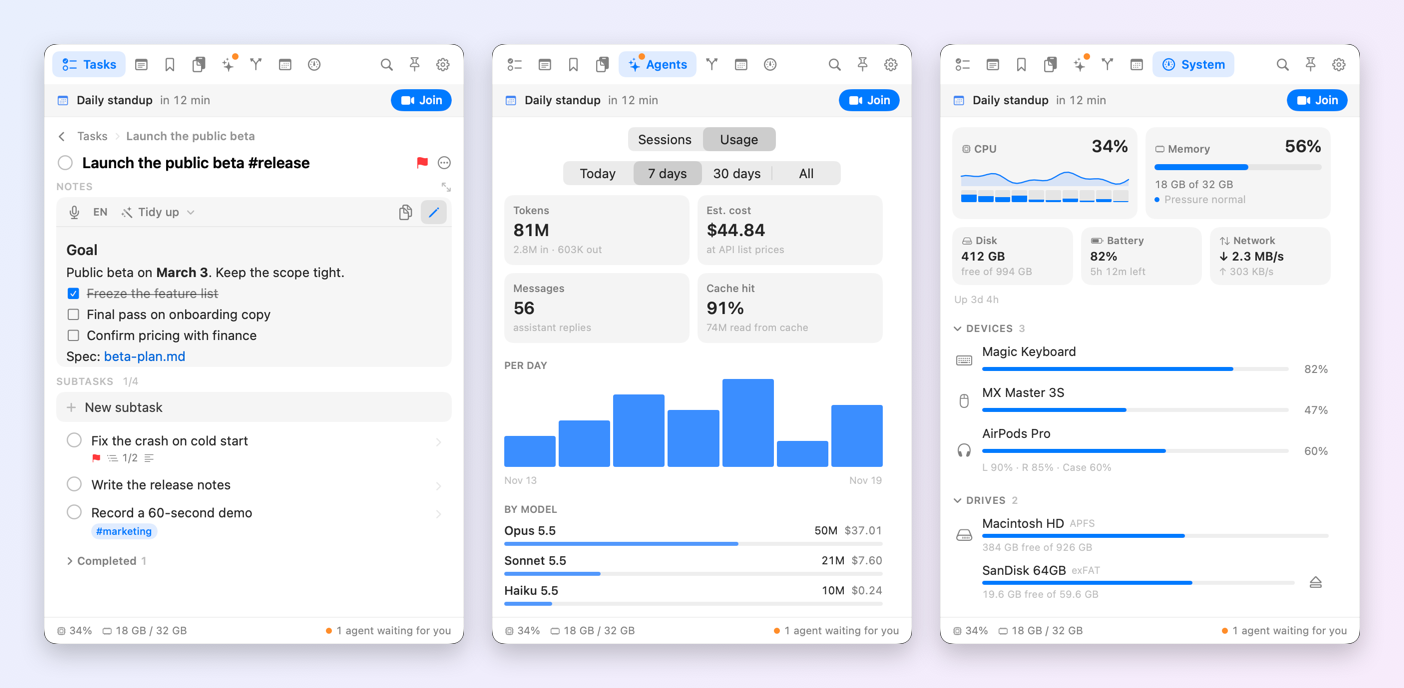 Tasks
Daily standup in 12 min
Join
Tasks Launch the public beta
Launch the public beta #release
NOTES
EN Tidy up
Goal
Public beta on March 3. Keep the scope tight.
Freeze the feature list
Final pass on onboarding copy
Confirm pricing with finance
Spec: beta-plan.md
SUBTASKS 1/4
New subtask
Fix the crash on cold start
1/2
Write the release notes
Record a 60-second demo
#marketing
Completed 1
34% 18 GB / 32 GB 1 agent waiting for you
Agents
Daily standup in 12 min
Join
Sessions Usage
Today 7 days 30 days All
Tokens
81M
2.8M in · 603K out
Est. cost
$44.84
at API list prices
Messages
56
assistant replies
Cache hit
91%
74M read from cache
PER DAY
Nov 13 Nov 19
BY MODEL
Opus 5.5 50M $37.01
Sonnet 5.5 21M $7.60
Haiku 5.5 10M $0.24
34% 18 GB / 32 GB 1 agent waiting for you
System
Daily standup in 12 min
Join
CPU 34%
Memory 56%
18 GB of 32 GB
Pressure normal
Disk
412 GB
free of 994 GB
Battery
82%
5h 12m left
Network
↓ 2.3 MB/s
↑ 303 KB/s
Up 3d 4h
DEVICES 3
Magic Keyboard
82%
MX Master 3S
47%
AirPods Pro
60%
L 90% · R 85% · Case 60%
DRIVES 2
Macintosh HD APFS
384 GB free of 926 GB
SanDisk 64GB exFAT
19.6 GB free of 59.6 GB
34% 18 GB / 32 GB 1 agent waiting for you